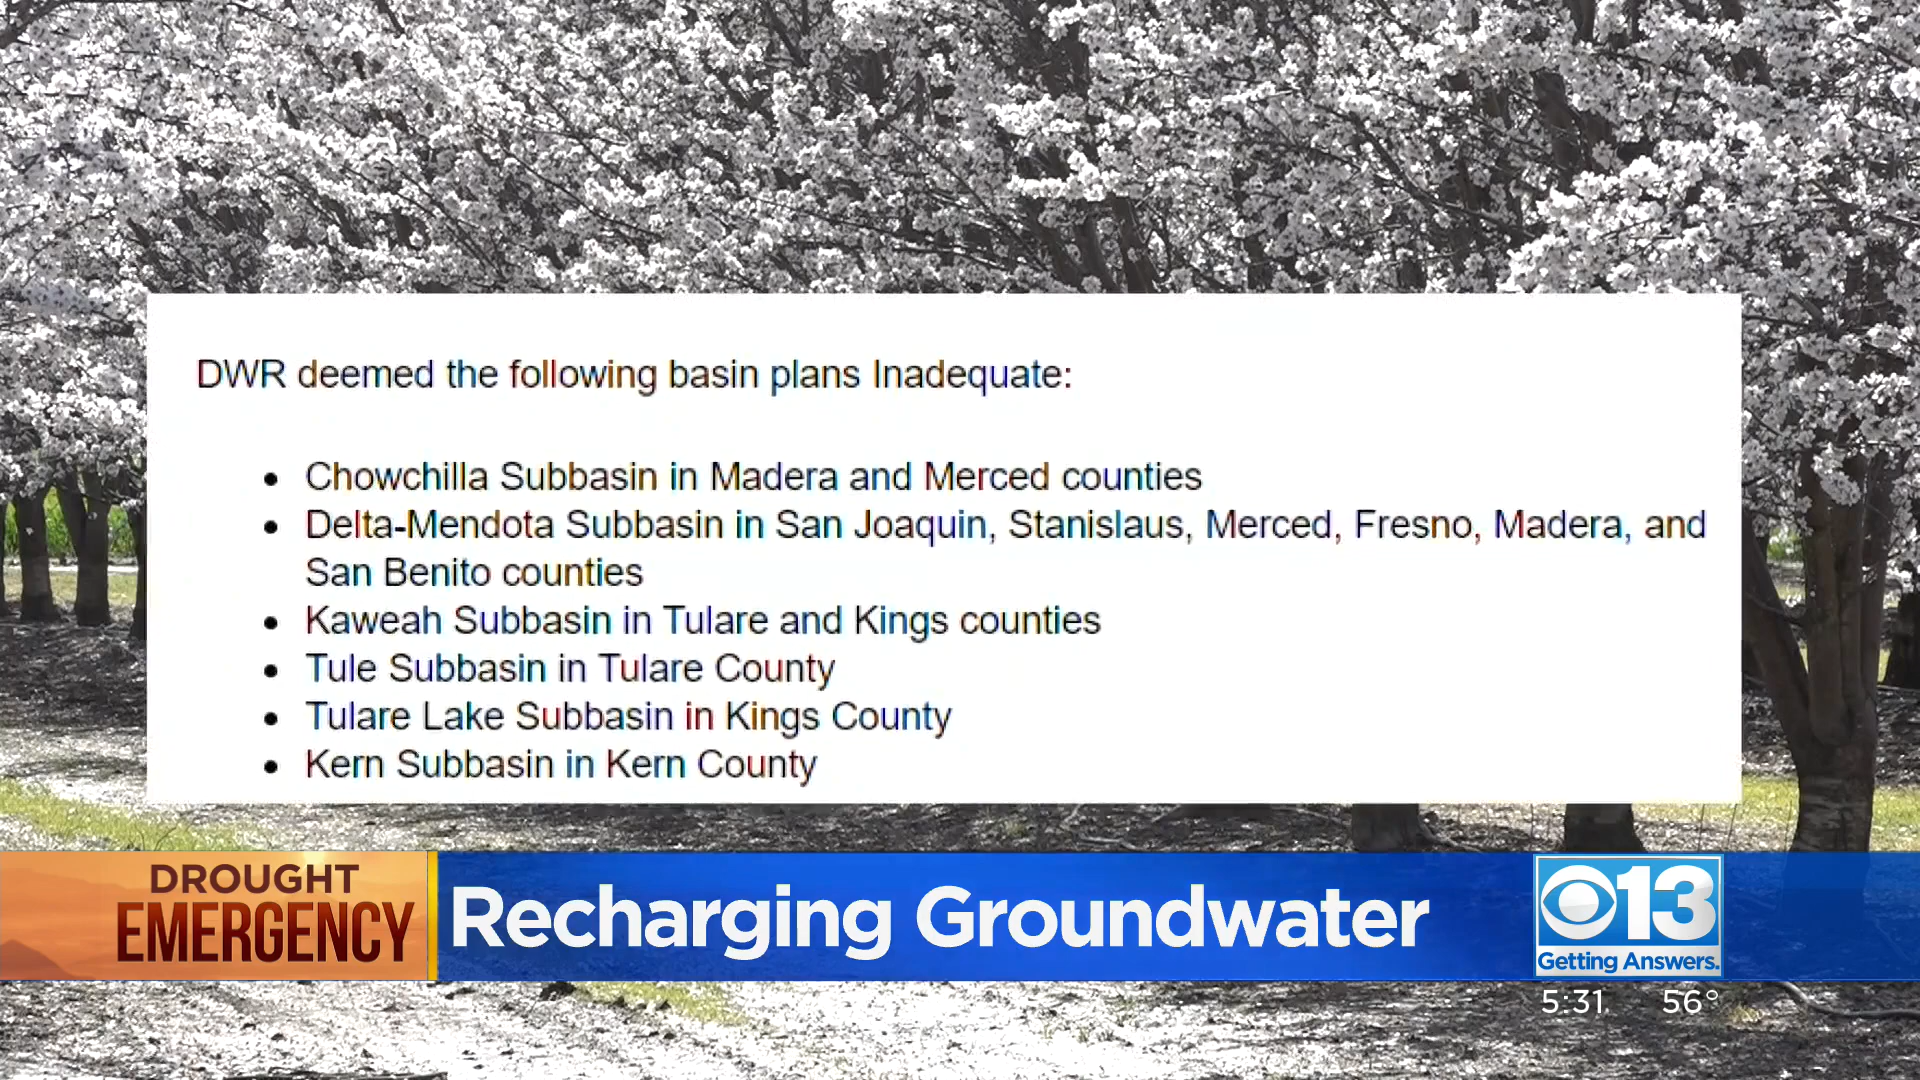 DWR deemed the following basin plans Inadequate:
• Chowchilla Subbasin in Madera and Merced counties
• Delta-Mendota Subbasin in San Joaquin, Stanislaus, Merced, Fresno, Madera, and
San Benito counties
• Kaweah Subbasin in Tulare and Kings counties
• Tule Subbasin in Tulare County
• Tulare Lake Subbasin in Kings County
• Kern Subbasin in Kern County
DROUGHT
EMERGENCY
Recharging Groundwater
13
Getting Answers.
5:31 56°